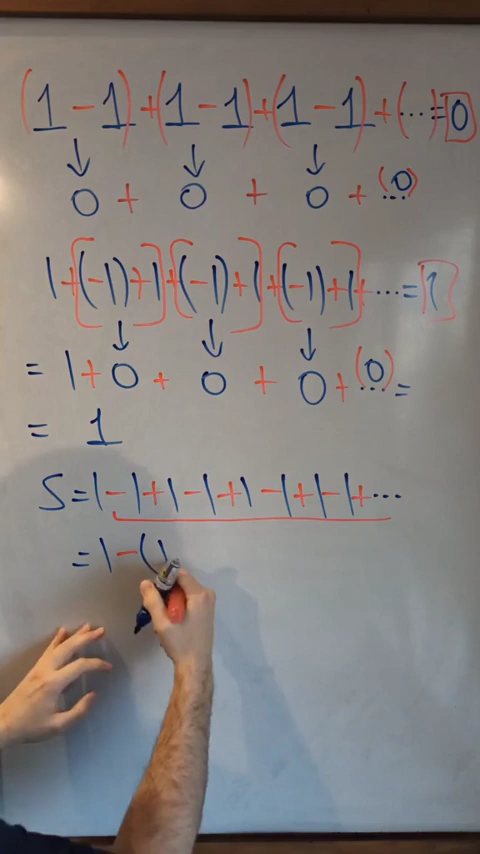 (1 - 1) + (1 - 1) + (1 - 1) + (...) = 0
↓ ↓ ↓
0 + 0 + 0 + (0)...
1 + [(-1) + 1] + [(-1) + 1] + [(-1) + 1] + ... = 1
↓ ↓ ↓
= 1 + 0 + 0 + 0 + (0)... =
= 1
S = 1 - 1 + 1 - 1 + 1 - 1 + 1 - 1 + ...
= 1 - (1